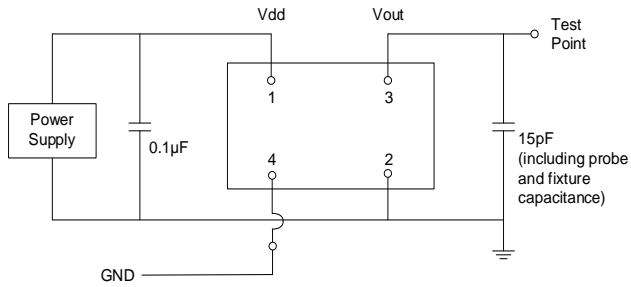 Vdd
Vout
Test
Point
1
3
Power
Supply
0.1µF
15pF
(including probe
and fixture
capacitance)
4
2
GND